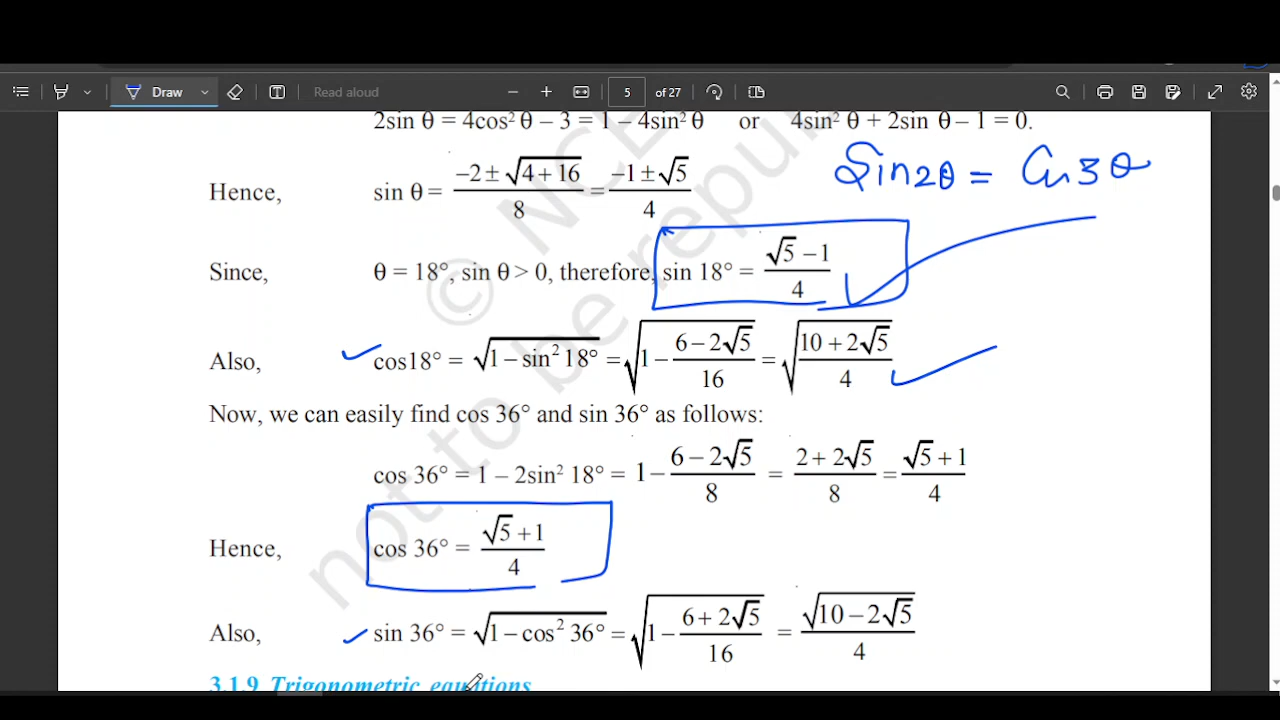 Draw Read aloud 5 of 27
2sin θ = 4cos² θ – 3 = 1 – 4sin² θ or 4sin² θ + 2sin θ – 1 = 0.
Sin2θ = Cos3θ
Hence, sin θ = (–2 ± √(4 + 16))/8 = (–1 ± √5)/4
Since, θ = 18°, sin θ > 0, therefore, sin 18° = (√5 – 1)/4
Also, cos18° = √(1 – sin² 18°) = √(1 – (6 – 2√5)/16) = √((10 + 2√5)/4)
Now, we can easily find cos 36° and sin 36° as follows:
cos 36° = 1 – 2sin² 18° = 1 – (6 – 2√5)/8 = (2 + 2√5)/8 = (√5 + 1)/4
Hence, cos 36° = (√5 + 1)/4
Also, sin 36° = √(1 – cos² 36°) = √(1 – (6 + 2√5)/16) = √(10 – 2√5)/4
3.1.9 Trigonometric equations
© NCE
not to be repu